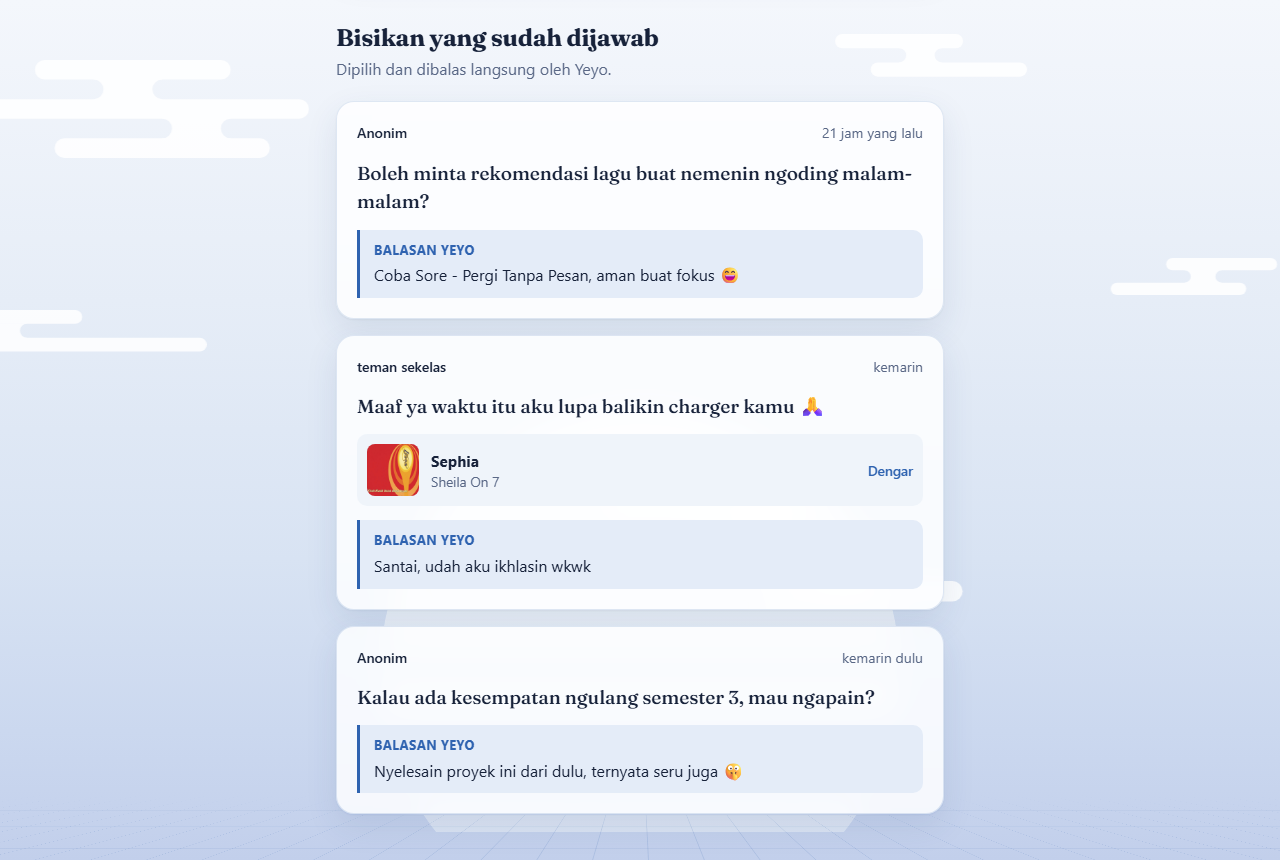 Bisikan yang sudah dijawab
Dipilih dan dibalas langsung oleh Yeyo.
Anonim
21 jam yang lalu
Boleh minta rekomendasi lagu buat nemenin ngoding malam-
malam?
BALASAN YEYO
Coba Sore - Pergi Tanpa Pesan, aman buat fokus 😄
teman sekelas
kemarin
Maaf ya waktu itu aku lupa balikin charger kamu 🙏
Sephia
Sheila On 7
Dengar
BALASAN YEYO
Santai, udah aku ikhlasin wkwk
Anonim
kemarin dulu
Kalau ada kesempatan ngulang semester 3, mau ngapain?
BALASAN YEYO
Nyelesain proyek ini dari dulu, ternyata seru juga 🫣